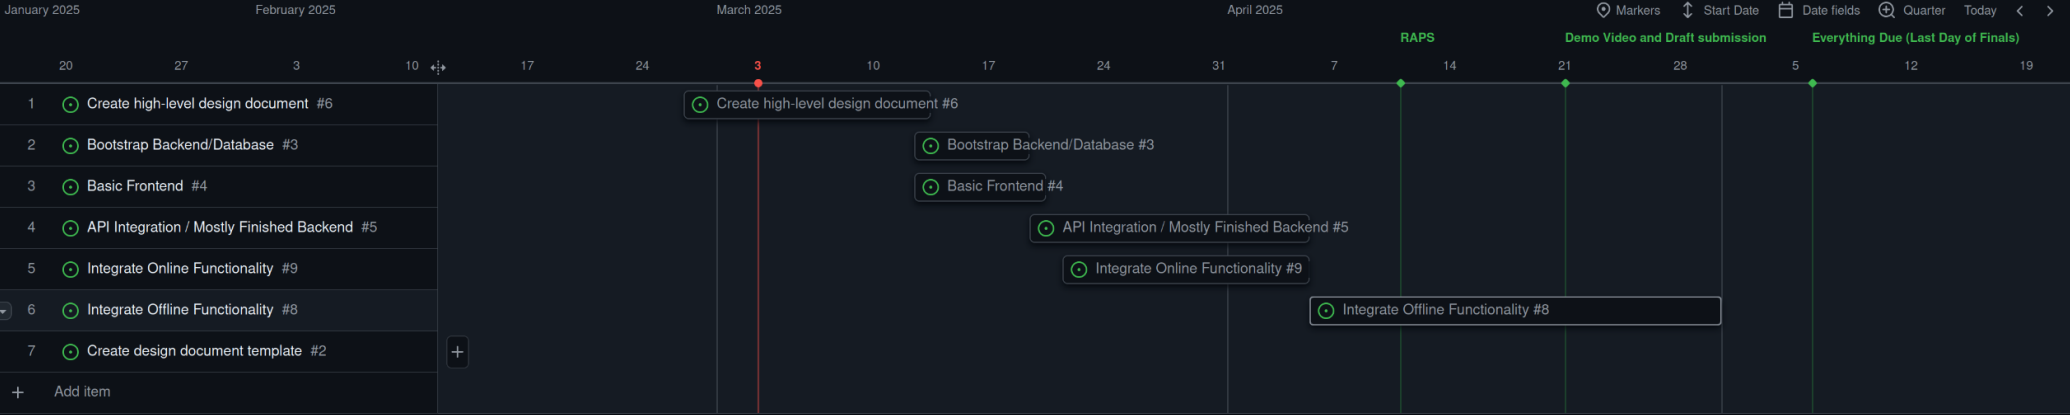 January 2025 February 2025 March 2025 April 2025 Markers Start Date Date fields Quarter Today
RAPS Demo Video and Draft submission Everything Due (Last Day of Finals)
20 27 3 10 17 24 3 10 17 24 31 7 14 21 28 5 12 19
1 Create high-level design document #6 Create high-level design document #6
2 Bootstrap Backend/Database #3 Bootstrap Backend/Database #3
3 Basic Frontend #4 Basic Frontend #4
4 API Integration / Mostly Finished Backend #5 API Integration / Mostly Finished Backend #5
5 Integrate Online Functionality #9 Integrate Online Functionality #9
6 Integrate Offline Functionality #8 Integrate Offline Functionality #8
7 Create design document template #2 +
+ Add item